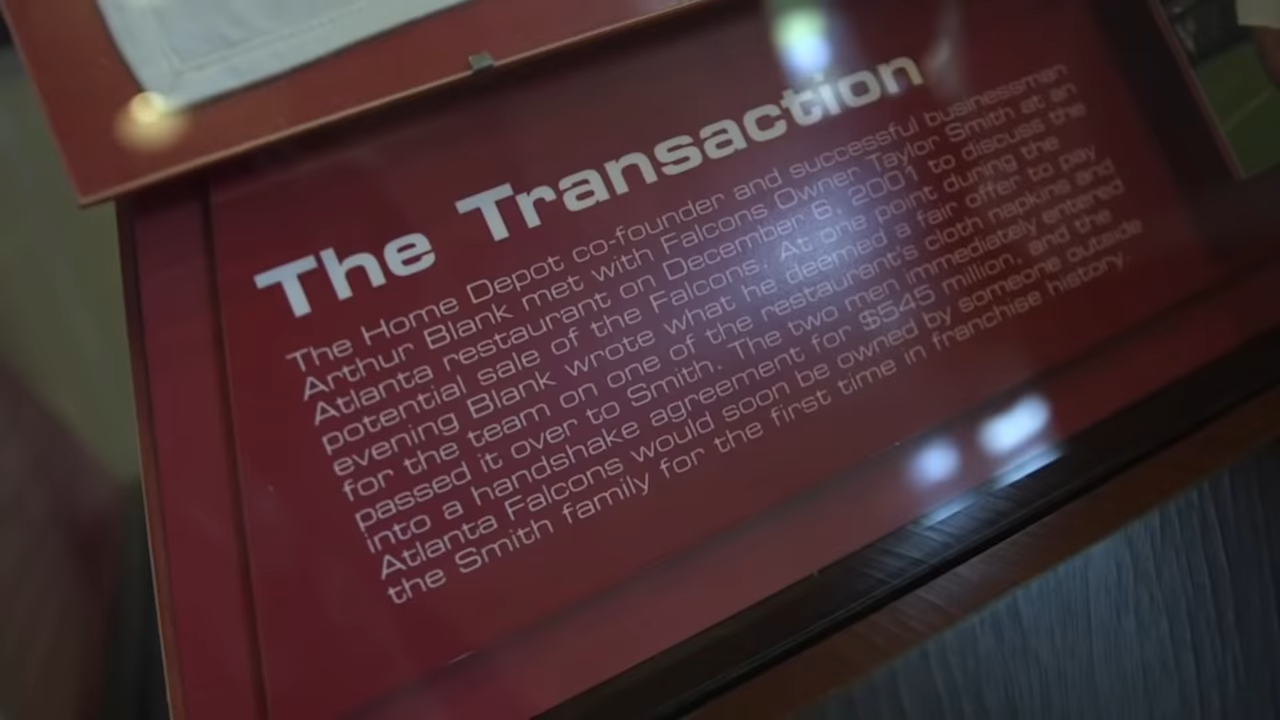 The Transaction
The Home Depot co-founder and successful businessman
Arthur Blank met with Falcons Owner Taylor Smith at an
Atlanta restaurant on December 6, 2001 to discuss the
potential sale of the Falcons. At one point during the
evening Blank wrote what he deemed a fair offer to pay
for the team on one of the restaurant's cloth napkins and
passed it over to Smith. The two men immediately entered
into a handshake agreement for $545 million, and the
Atlanta Falcons would soon be owned by someone outside
the Smith family for the first time in franchise history.